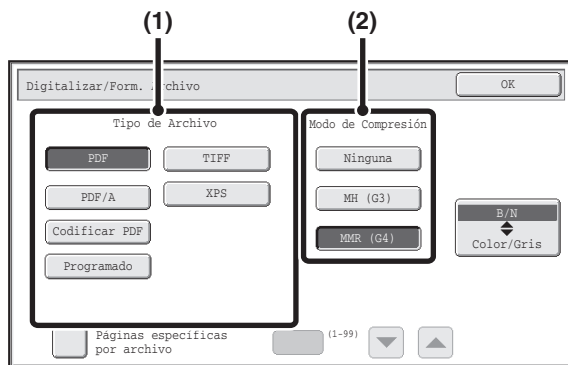 (1) (2)
Digitalizar/Form. Archivo OK
Tipo de Archivo Modo de Compresión
PDF TIFF Ninguna
PDF/A XPS MH (G3)
B/N
Codificar PDF MMR (G4) Color/Gris
Programado
Páginas específicas (1-99)
por archivo